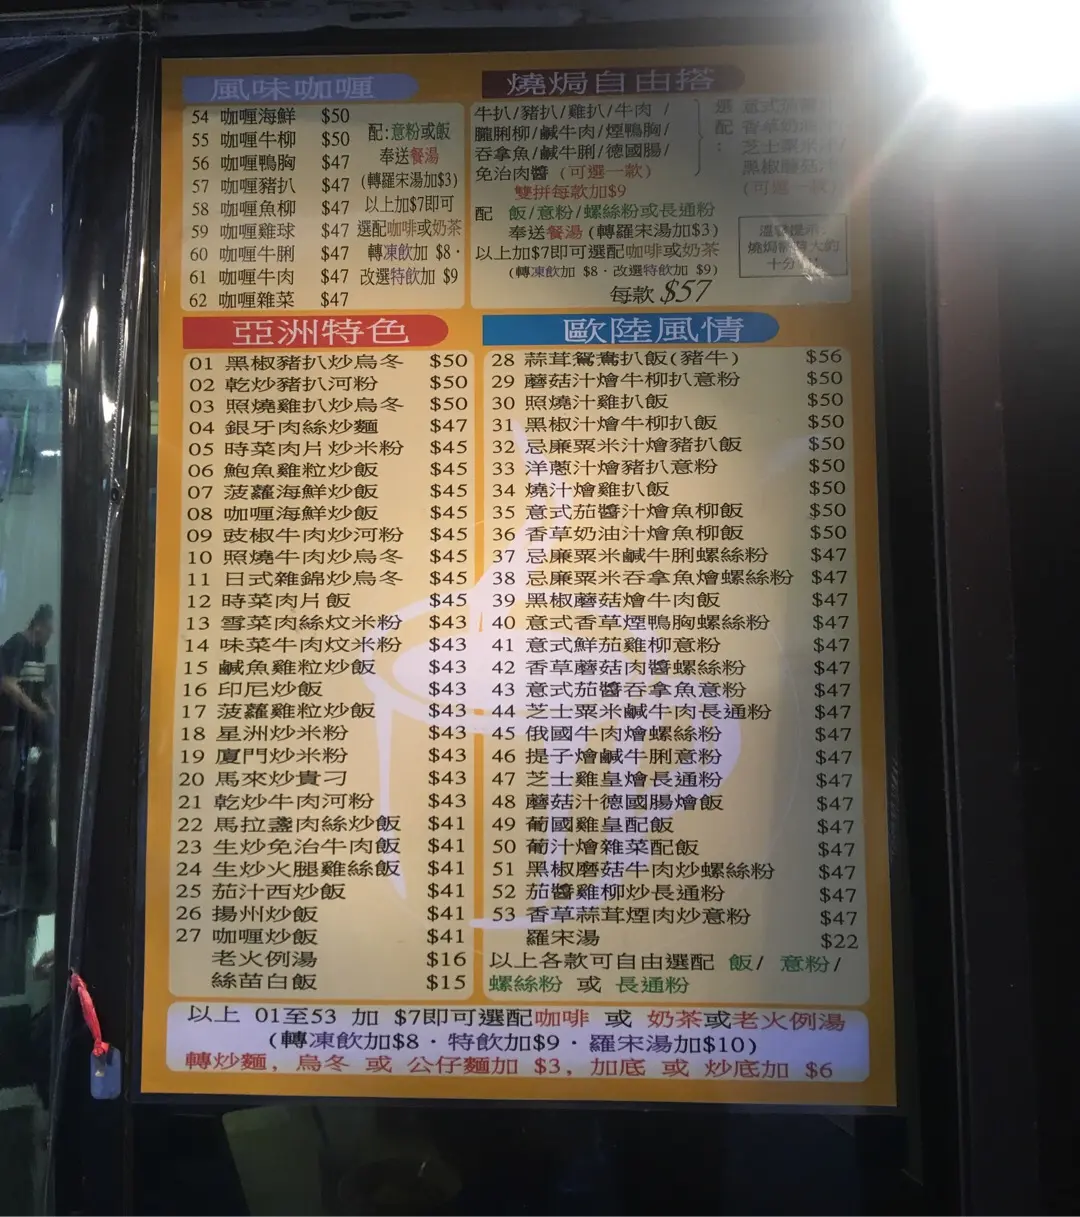 風味咖喱
54 咖喱海鮮 $50
55 咖喱牛柳 $50
56 咖喱鴨胸 $47
57 咖喱豬扒 $47
58 咖喱魚柳 $47
59 咖喱雞球 $47
60 咖喱牛脷 $47
61 咖喱牛肉 $47
62 咖喱雜菜 $47
配:意粉或飯
奉送餐湯
(轉羅宋湯加$3)
以上加$7即可
選配咖啡或奶茶
轉凍飲加 $8·
改選特飲加 $9
燒焗自由搭
牛扒/豬扒/雞扒/牛肉/
臘脷柳/鹹牛肉/煙鴨胸/
吞拿魚/鹹牛脷/德國腸/
免治肉醬 (可選一款)
雙拼每款加$9
選配:
香草奶油汁/
芝士粟米汁/
黑椒蘑菇汁
(可選一款)
配 飯/意粉/螺絲粉或長通粉
奉送餐湯 (轉羅宋湯加$3)
以上加$7即可選配咖啡或奶茶
(轉凍飲加 $8·改選特飲加 $9)
每款 $57
亞洲特色
01 黑椒豬扒炒烏冬 $50
02 乾炒豬扒河粉 $50
03 照燒雞扒炒烏冬 $50
04 銀牙肉絲炒麵 $47
05 時菜肉片炒米粉 $45
06 鮑魚雞粒炒飯 $45
07 菠蘿海鮮炒飯 $45
08 咖喱海鮮炒飯 $45
09 豉椒牛肉炒河粉 $45
10 照燒牛肉炒烏冬 $45
11 日式雜錦炒烏冬 $45
12 時菜肉片飯 $45
13 雪菜肉絲炆米粉 $43
14 味菜牛肉炆米粉 $43
15 鹹魚雞粒炒飯 $43
16 印尼炒飯 $43
17 菠蘿雞粒炒飯 $43
18 星洲炒米粉 $43
19 廈門炒米粉 $43
20 馬來炒貴刁 $43
21 乾炒牛肉河粉 $43
22 馬拉盞肉絲炒飯 $41
23 生炒免治牛肉飯 $41
24 生炒火腿雞絲飯 $41
25 茄汁西炒飯 $41
26 揚州炒飯 $41
27 咖喱炒飯 $41
老火例湯 $16
絲苗白飯 $15
歐陸風情
28 蒜茸鴛鴦扒飯(豬牛) $56
29 蘑菇汁燴牛柳扒意粉 $50
30 照燒汁雞扒飯 $50
31 黑椒汁燴牛柳扒飯 $50
32 忌廉粟米汁燴豬扒飯 $50
33 洋蔥汁燴豬扒意粉 $50
34 燒汁燴雞扒飯 $50
35 意式茄醬汁燴魚柳飯 $50
36 香草奶油汁燴魚柳飯 $50
37 忌廉粟米鹹牛脷螺絲粉 $47
38 忌廉粟米吞拿魚燴螺絲粉 $47
39 黑椒蘑菇燴牛肉飯 $47
40 意式香草煙鴨胸螺絲粉 $47
41 意式鮮茄雞柳意粉 $47
42 香草蘑菇肉醬螺絲粉 $47
43 意式茄醬吞拿魚意粉 $47
44 芝士粟米鹹牛肉長通粉 $47
45 俄國牛肉燴螺絲粉 $47
46 提子燴鹹牛脷意粉 $47
47 芝士雞皇燴長通粉 $47
48 蘑菇汁德國腸燴飯 $47
49 葡國雞皇配飯 $47
50 葡汁燴雜菜配飯 $47
51 黑椒磨菇牛肉炒螺絲粉 $47
52 茄醬雞柳炒長通粉 $47
53 香草蒜茸煙肉炒意粉 $47
羅宋湯 $22
以上各款可自由選配 飯/ 意粉/
螺絲粉 或 長通粉
以上 01至53 加 $7即可選配咖啡 或 奶茶或老火例湯
(轉凍飲加$8·特飲加$9·羅宋湯加$10)
轉炒麵, 烏冬 或 公仔麵加 $3, 加底 或 炒底加 $6